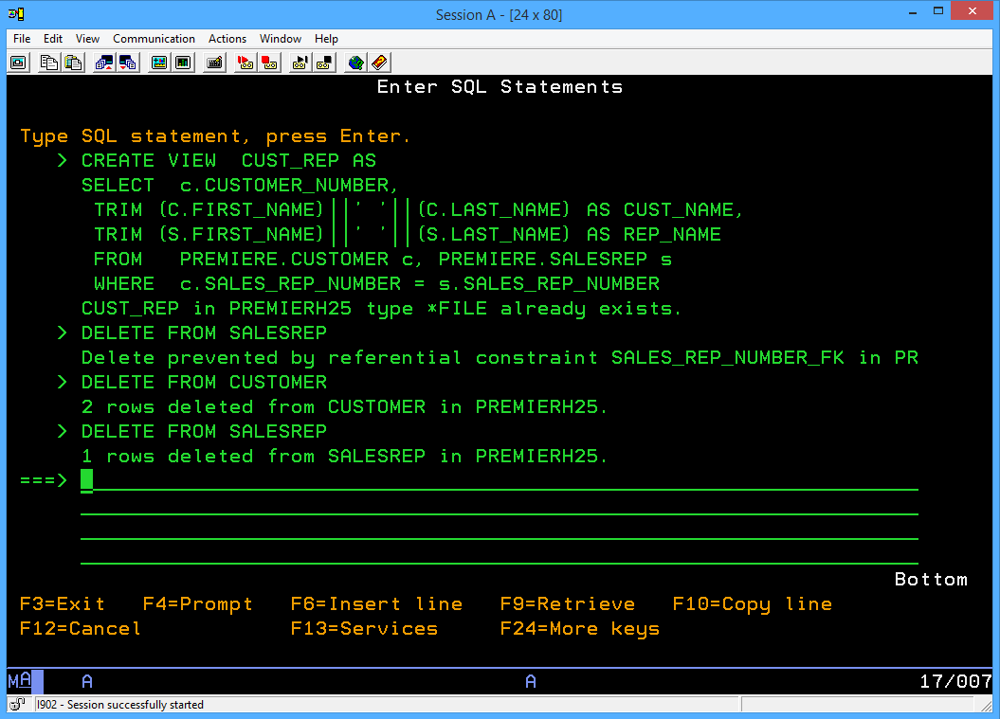 Session A - [24 x 80]
File Edit View Communication Actions Window Help
Enter SQL Statements
Type SQL statement, press Enter.
> CREATE VIEW  CUST_REP AS
SELECT  c.CUSTOMER_NUMBER,
TRIM (C.FIRST_NAME)||' '||(C.LAST_NAME) AS CUST_NAME,
TRIM (S.FIRST_NAME)||' '||(S.LAST_NAME) AS REP_NAME
FROM   PREMIERE.CUSTOMER c, PREMIERE.SALESREP s
WHERE  c.SALES_REP_NUMBER = s.SALES_REP_NUMBER
CUST_REP in PREMIERH25 type *FILE already exists.
> DELETE FROM SALESREP
Delete prevented by referential constraint SALES_REP_NUMBER_FK in PR
> DELETE FROM CUSTOMER
2 rows deleted from CUSTOMER in PREMIERH25.
> DELETE FROM SALESREP
1 rows deleted from SALESREP in PREMIERH25.
===>
Bottom
F3=Exit   F4=Prompt   F6=Insert line   F9=Retrieve   F10=Copy line
F12=Cancel   F13=Services   F24=More keys
MA   A   A   17/007
I902 - Session successfully started